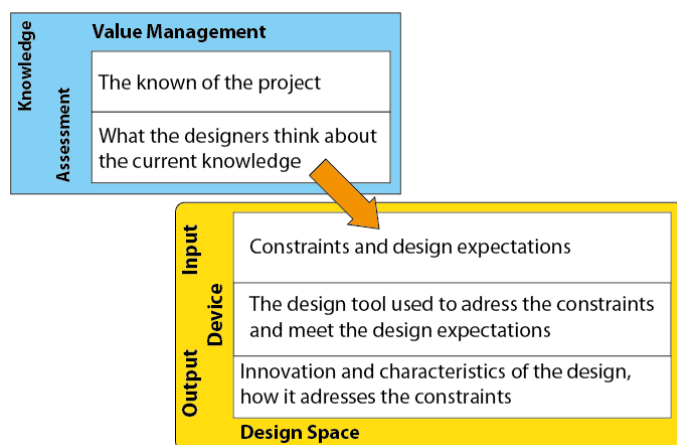 Value Management
Knowledge
The known of the project
Assessment
What the designers think about
the current knowledge
Input
Constraints and design expectations
Device
The design tool used to adress the constraints
and meet the design expectations
Output
Innovation and characteristics of the design,
how it adresses the constraints
Design Space